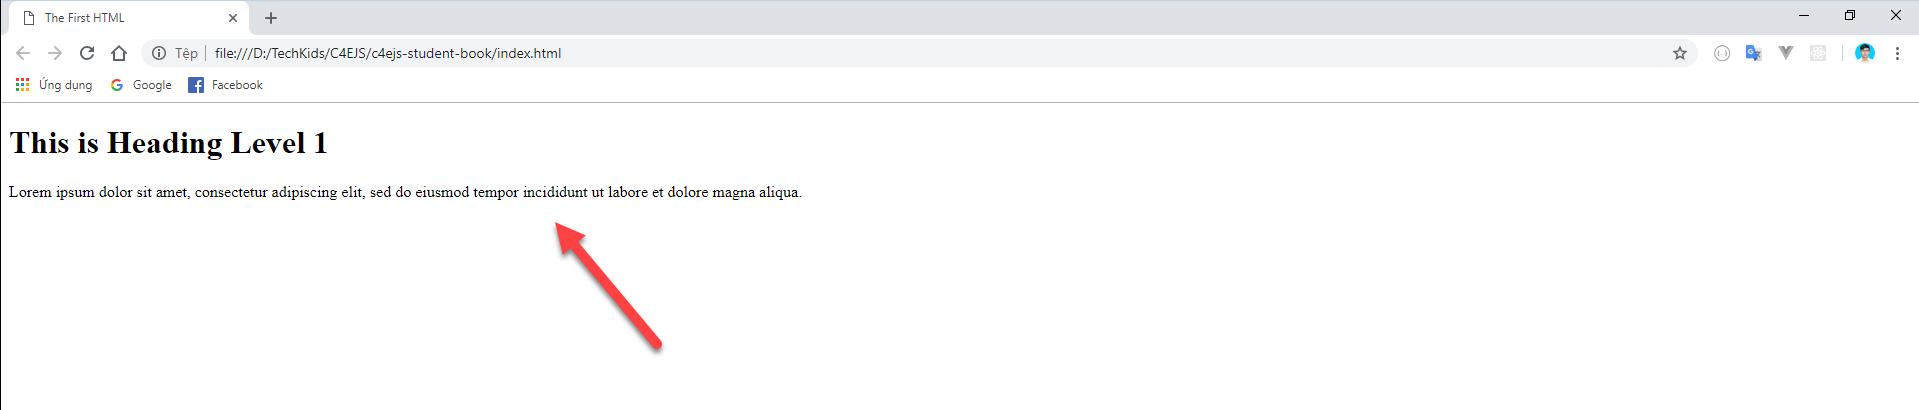 The First HTML
Tệp file:///D:/TechKids/C4EJS/c4ejs-student-book/index.html
Ứng dụng Google Facebook
This is Heading Level 1
Lorem ipsum dolor sit amet, consectetur adipiscing elit, sed do eiusmod tempor incididunt ut labore et dolore magna aliqua.